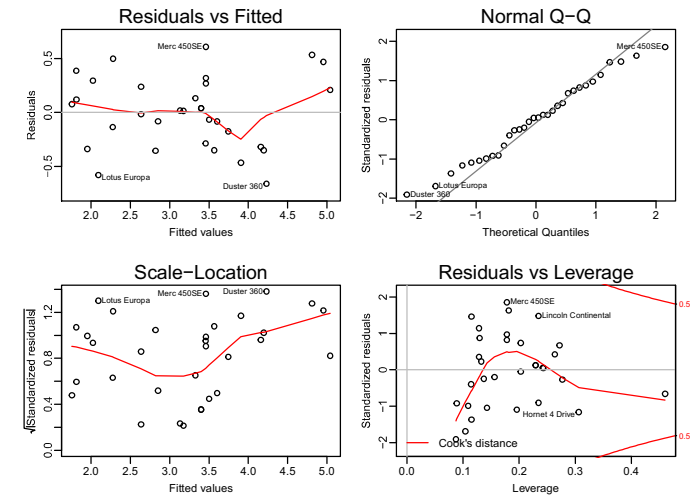 Residuals vs Fitted
Residuals
0.5
0.0
−0.5
Merc 450SE
Lotus Europa
Duster 360
2.0 2.5 3.0 3.5 4.0 4.5 5.0
Fitted values
Normal Q−Q
Standardized residuals
2
1
0
−1
−2
Merc 450SE
Lotus Europa
Duster 360
−2 −1 0 1 2
Theoretical Quantiles
Scale−Location
√|Standardized residuals|
1.2
0.8
0.4
0.0
Lotus Europa
Merc 450SE
Duster 360
2.0 2.5 3.0 3.5 4.0 4.5 5.0
Fitted values
Residuals vs Leverage
Standardized residuals
2
1
0
−1
−2
Merc 450SE
Lincoln Continental
Hornet 4 Drive
Cook's distance
0.5
0.5
0.0 0.1 0.2 0.3 0.4
Leverage